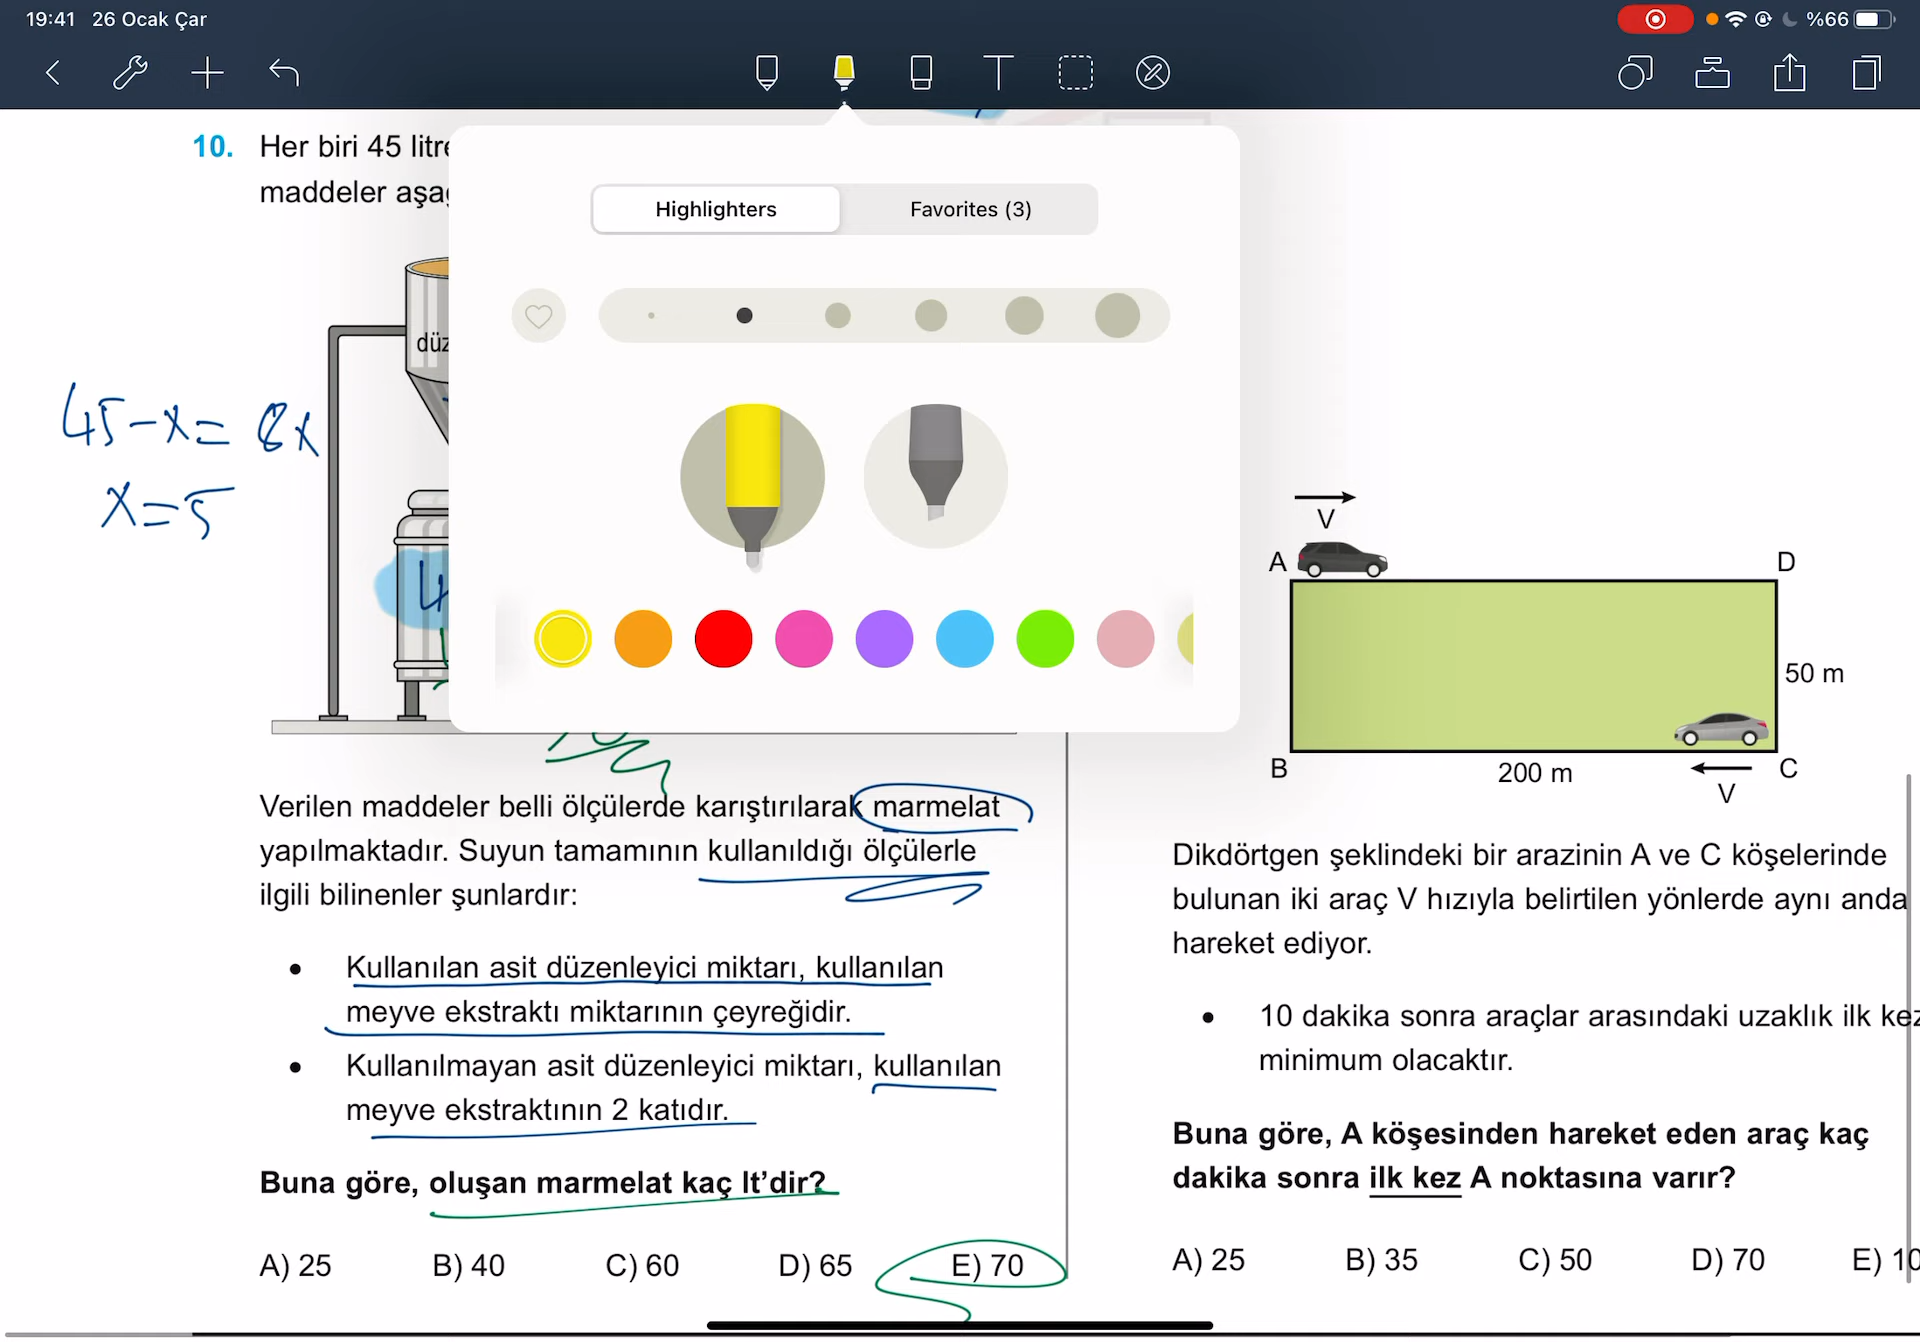 19:41 26 Ocak Çar
%66
10. Her biri 45 litre
maddeler aşağ
Highlighters
Favorites (3)
düz
45-x= 8x
x=5
4
V
A
D
50 m
B
200 m
C
V
Verilen maddeler belli ölçülerde karıştırılarak marmelat
yapılmaktadır. Suyun tamamının kullanıldığı ölçülerle
ilgili bilinenler şunlardır:
• Kullanılan asit düzenleyici miktarı, kullanılan
meyve ekstraktı miktarının çeyreğidir.
• Kullanılmayan asit düzenleyici miktarı, kullanılan
meyve ekstraktının 2 katıdır.
Buna göre, oluşan marmelat kaç lt'dir?
A) 25 B) 40 C) 60 D) 65 E) 70
Dikdörtgen şeklindeki bir arazinin A ve C köşelerinde
bulunan iki araç V hızıyla belirtilen yönlerde aynı anda
hareket ediyor.
• 10 dakika sonra araçlar arasındaki uzaklık ilk kez
minimum olacaktır.
Buna göre, A köşesinden hareket eden araç kaç
dakika sonra ilk kez A noktasına varır?
A) 25 B) 35 C) 50 D) 70 E) 10